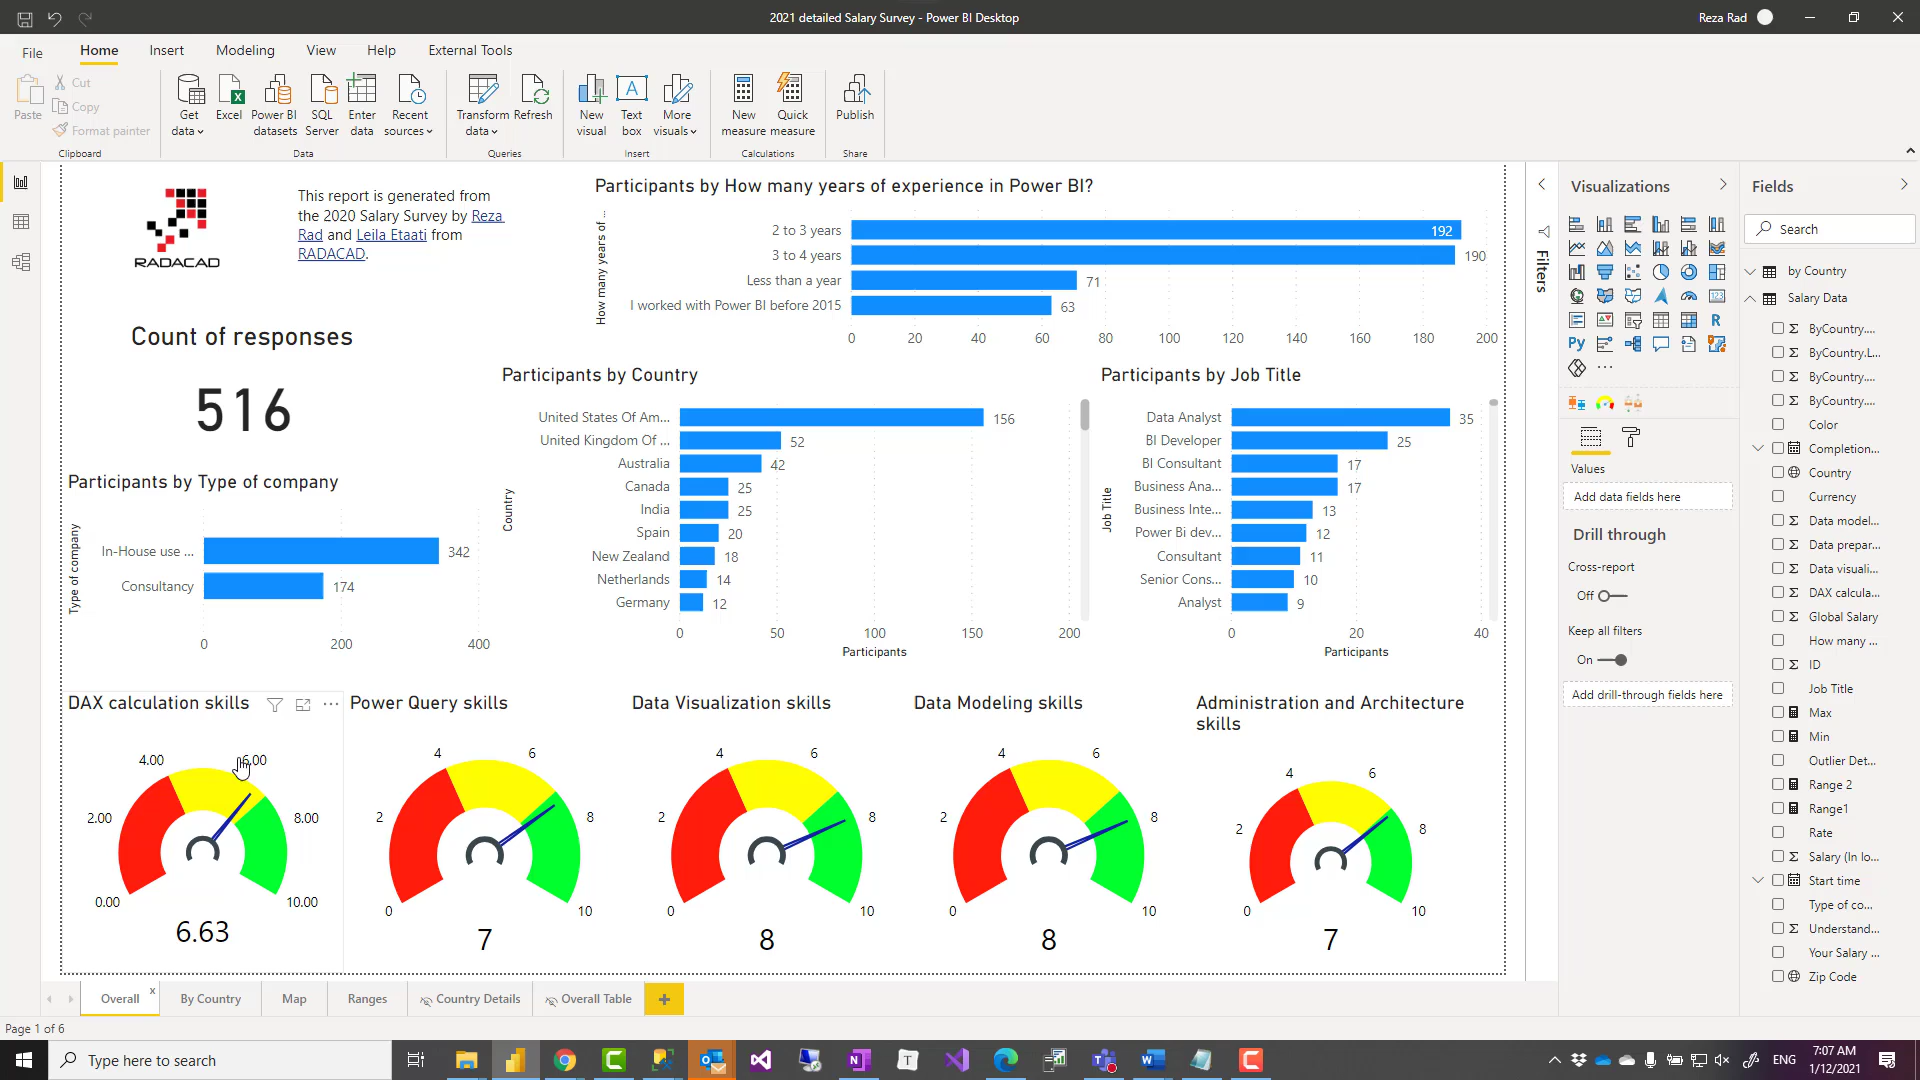 2021 detailed Salary Survey - Power BI Desktop
Reza Rad
File
Home
Insert
Modeling
View
Help
External Tools
Paste
Cut
Copy
Format painter
Clipboard
Get data
Excel
Power BI datasets
SQL Server
Enter data
Recent sources
Data
Transform data
Refresh
Queries
New visual
Text box
More visuals
Insert
New measure
Quick measure
Calculations
Publish
Share
RADACAD
This report is generated from
the 2020 Salary Survey by Reza
Rad and Leila Etaati from
RADACAD.
Count of responses
516
Participants by How many years of experience in Power BI?
How many years of ...
2 to 3 years 192
3 to 4 years 190
Less than a year 71
I worked with Power BI before 2015 63
0 20 40 60 80 100 120 140 160 180 200
Participants by Type of company
Type of company
In-House use ... 342
Consultancy 174
0 200 400
Participants by Country
Country
United States Of Am... 156
United Kingdom Of ... 52
Australia 42
Canada 25
India 25
Spain 20
New Zealand 18
Netherlands 14
Germany 12
0 50 100 150 200
Participants
Participants by Job Title
Job Title
Data Analyst 35
BI Developer 25
BI Consultant 17
Business Ana... 17
Business Inte... 13
Power Bi dev... 12
Consultant 11
Senior Cons... 10
Analyst 9
0 20 40
Participants
DAX calculation skills
4.00 6.00
2.00 8.00
0.00 10.00
6.63
Power Query skills
4 6
2 8
0 10
7
Data Visualization skills
4 6
2 8
0 10
8
Data Modeling skills
4 6
2 8
0 10
8
Administration and Architecture
skills
4 6
2 8
0 10
7
Filters
Visualizations
R
Py
123
Values
Add data fields here
Drill through
Cross-report
Off
Keep all filters
On
Add drill-through fields here
Fields
Search
by Country
Salary Data
ByCountry....
ByCountry.L...
ByCountry....
ByCountry....
Color
Completion...
Country
Currency
Data model...
Data prepar...
Data visuali...
DAX calcula...
Global Salary
How many ...
ID
Job Title
Max
Min
Outlier Det...
Range 2
Range1
Rate
Salary (In lo...
Start time
Type of co...
Understand...
Your Salary ...
Zip Code
Overall
By Country
Map
Ranges
Country Details
Overall Table
Page 1 of 6
Type here to search
ENG
7:07 AM
1/12/2021